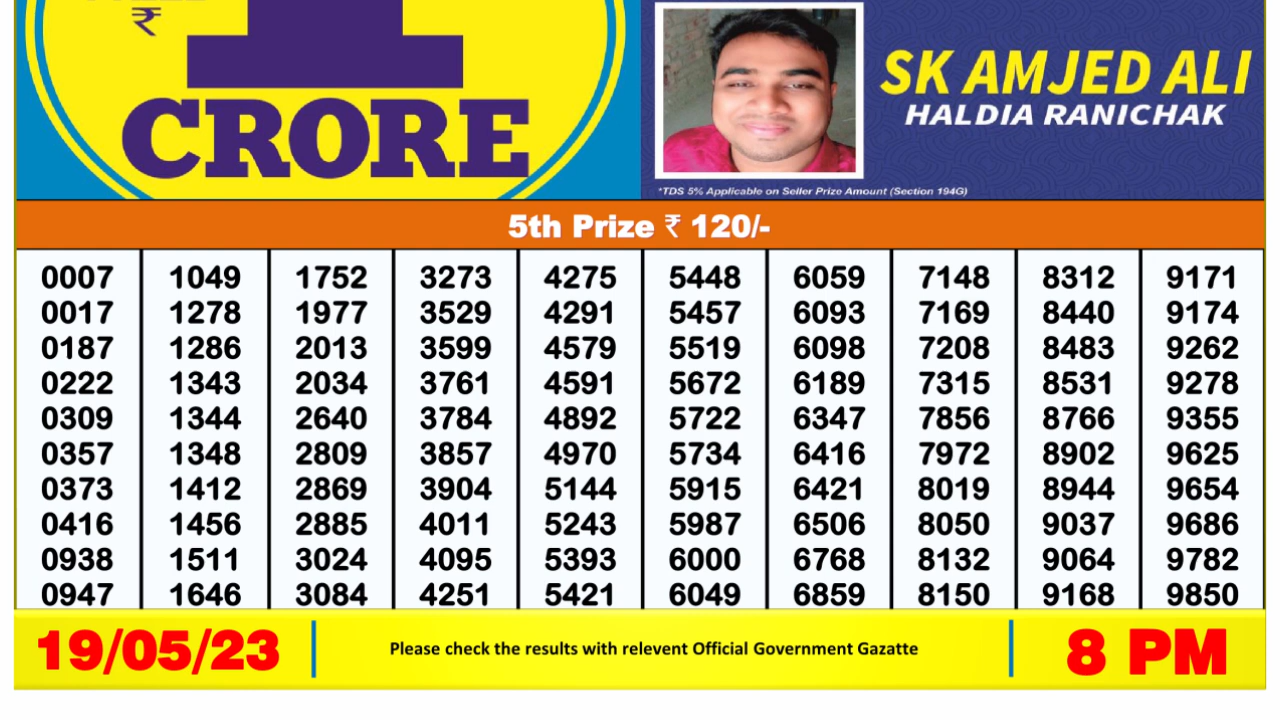 ₹
1
CRORE
SK AMJED ALI
HALDIA RANICHAK
*TDS 5% Applicable on Seller Prize Amount (Section 194G)
5th Prize ₹ 120/-
0007 1049 1752 3273 4275 5448 6059 7148 8312 9171
0017 1278 1977 3529 4291 5457 6093 7169 8440 9174
0187 1286 2013 3599 4579 5519 6098 7208 8483 9262
0222 1343 2034 3761 4591 5672 6189 7315 8531 9278
0309 1344 2640 3784 4892 5722 6347 7856 8766 9355
0357 1348 2809 3857 4970 5734 6416 7972 8902 9625
0373 1412 2869 3904 5144 5915 6421 8019 8944 9654
0416 1456 2885 4011 5243 5987 6506 8050 9037 9686
0938 1511 3024 4095 5393 6000 6768 8132 9064 9782
0947 1646 3084 4251 5421 6049 6859 8150 9168 9850
19/05/23
Please check the results with relevent Official Government Gazatte
8 PM